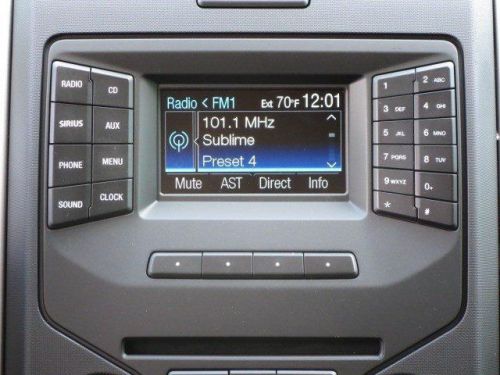 RADIO
CD
SIRIUS
AUX
PHONE
MENU
SOUND
CLOCK
Radio < FM1 Ext 70°F 12:01
101.1 MHz
Sublime
Preset 4
Mute AST Direct Info
1
2 ABC
3 DEF
4 GHI
5 JKL
6 MNO
7 PQRS
8 TUV
9 WXYZ
0+
*
#